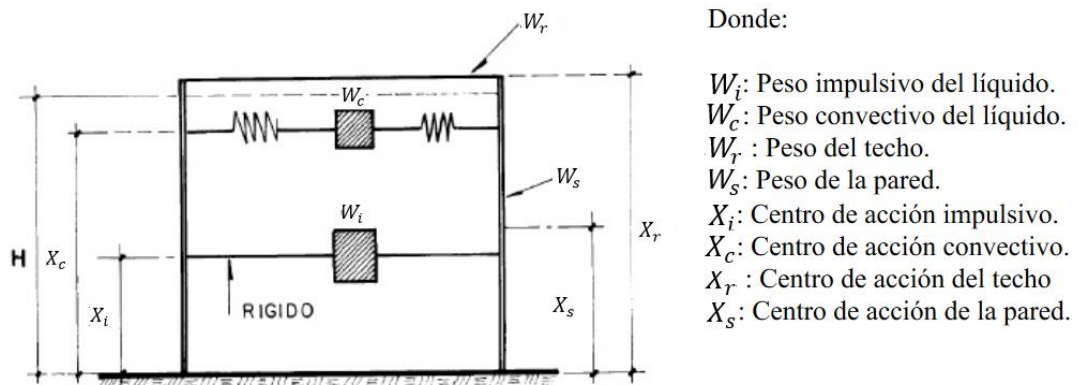 W_r
W_c
W_s
W_i
H
X_c
X_i
RIGIDO
X_s
X_r
Donde:
W_i: Peso impulsivo del líquido.
W_c: Peso convectivo del líquido.
W_r : Peso del techo.
W_s: Peso de la pared.
X_i: Centro de acción impulsivo.
X_c: Centro de acción convectivo.
X_r : Centro de acción del techo
X_s: Centro de acción de la pared.